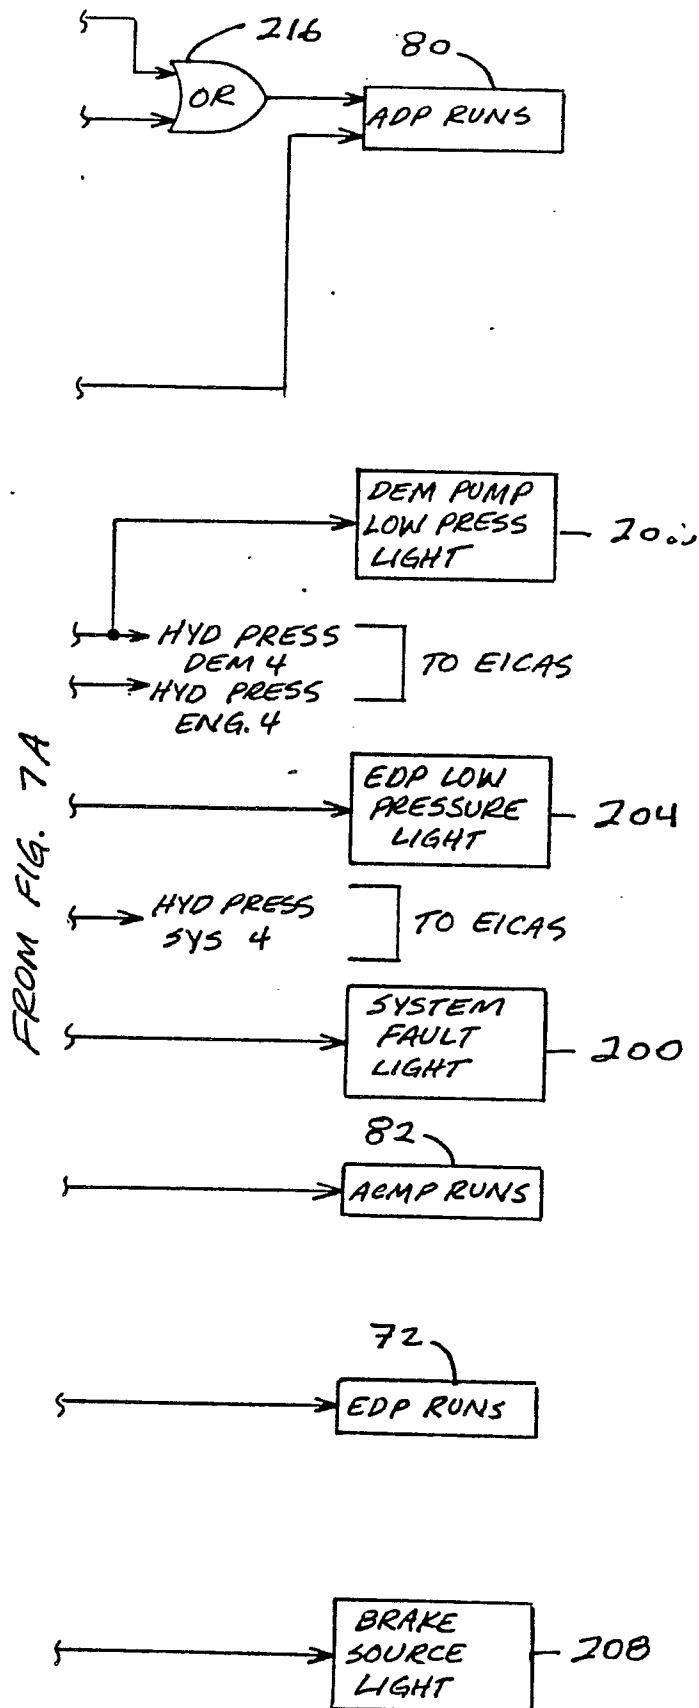 216
OR
80
ADP RUNS
DEM PUMP
LOW PRESS
LIGHT
HYD PRESS
DEM 4
HYD PRESS
ENG. 4
TO EICAS
FROM FIG. 7A
EDP LOW
PRESSURE
LIGHT
204
HYD PRESS
SYS 4
TO EICAS
SYSTEM
FAULT
LIGHT
200
82
ACMP RUNS
72
EDP RUNS
BRAKE
SOURCE
LIGHT
208